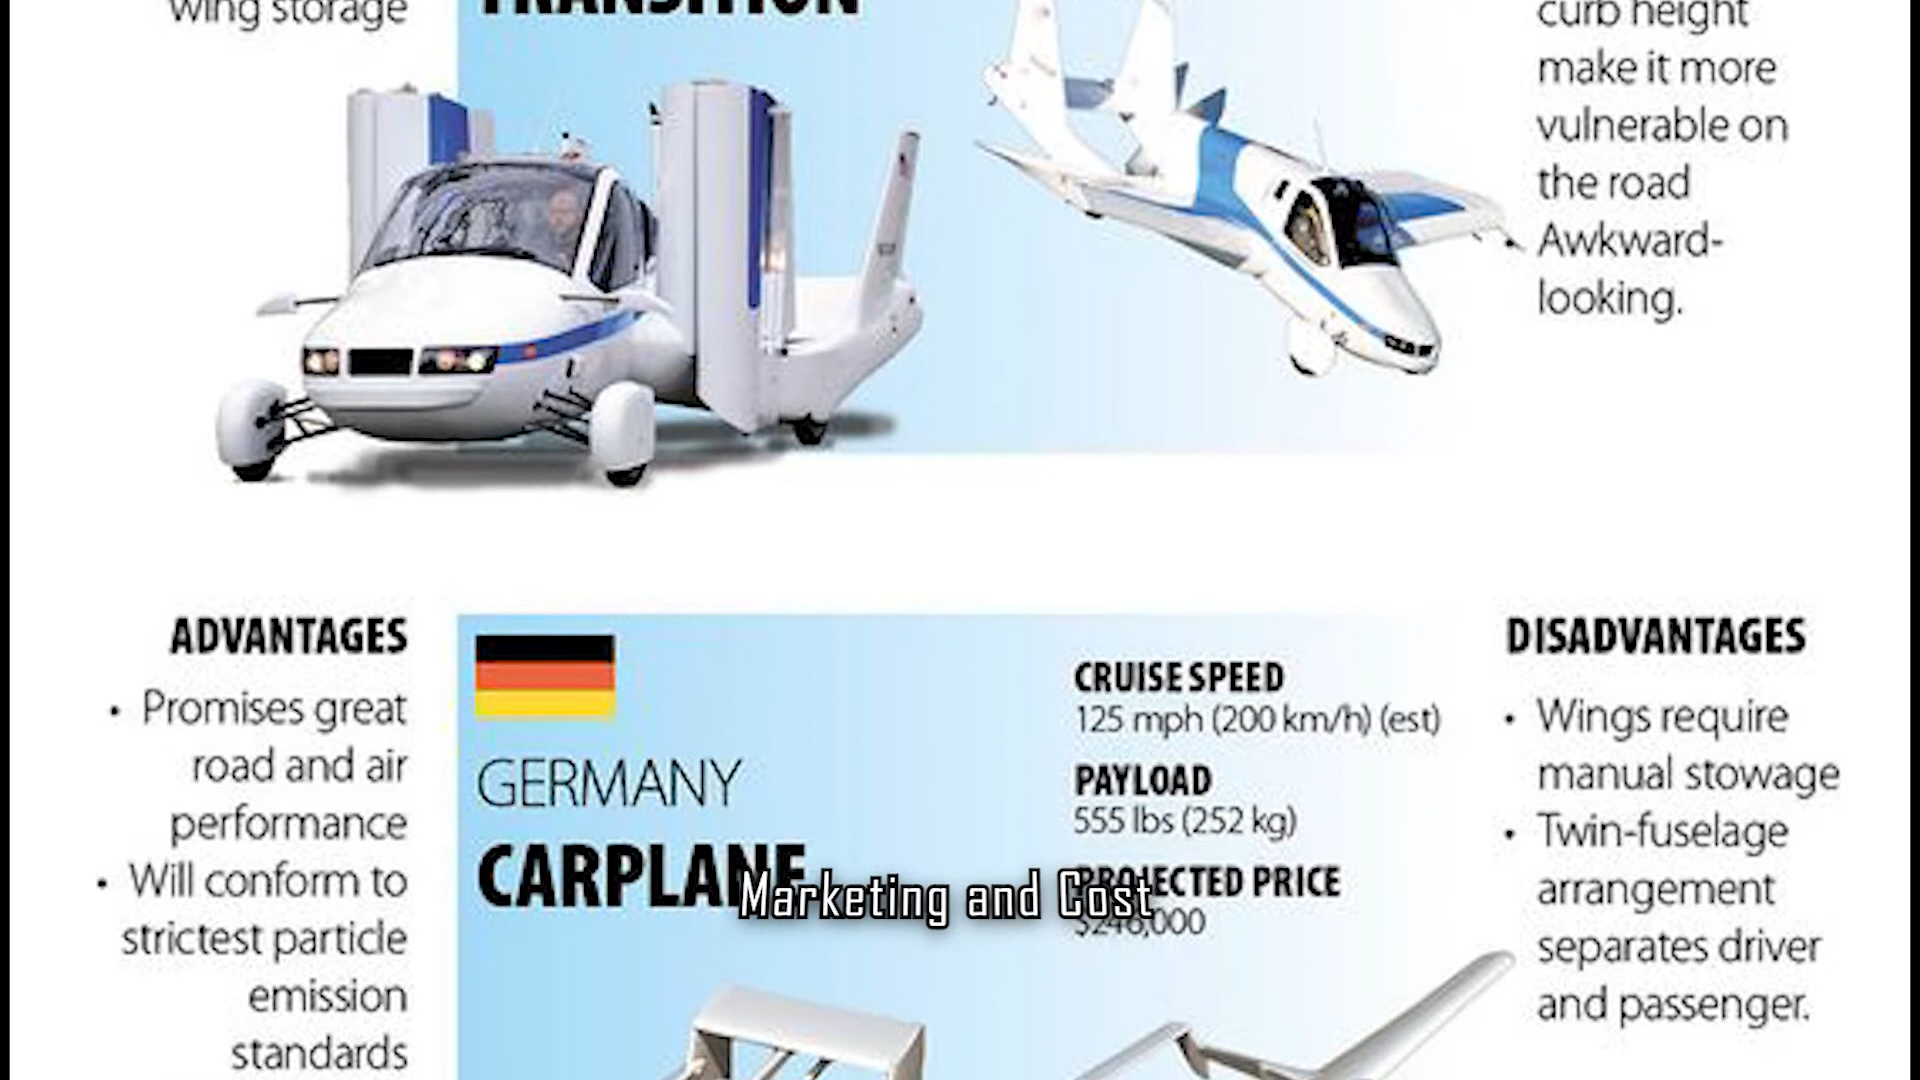 wing storage
TRANSITION
curb height
make it more
vulnerable on
the road
Awkward-
looking.
ADVANTAGES
• Promises great
road and air
performance
• Will conform to
strictest particle
emission
standards
GERMANY
CARPLANE
CRUISE SPEED
125 mph (200 km/h) (est)
PAYLOAD
555 lbs (252 kg)
PROJECTED PRICE
Marketing and Cost
DISADVANTAGES
• Wings require
manual stowage
• Twin-fuselage
arrangement
separates driver
and passenger.